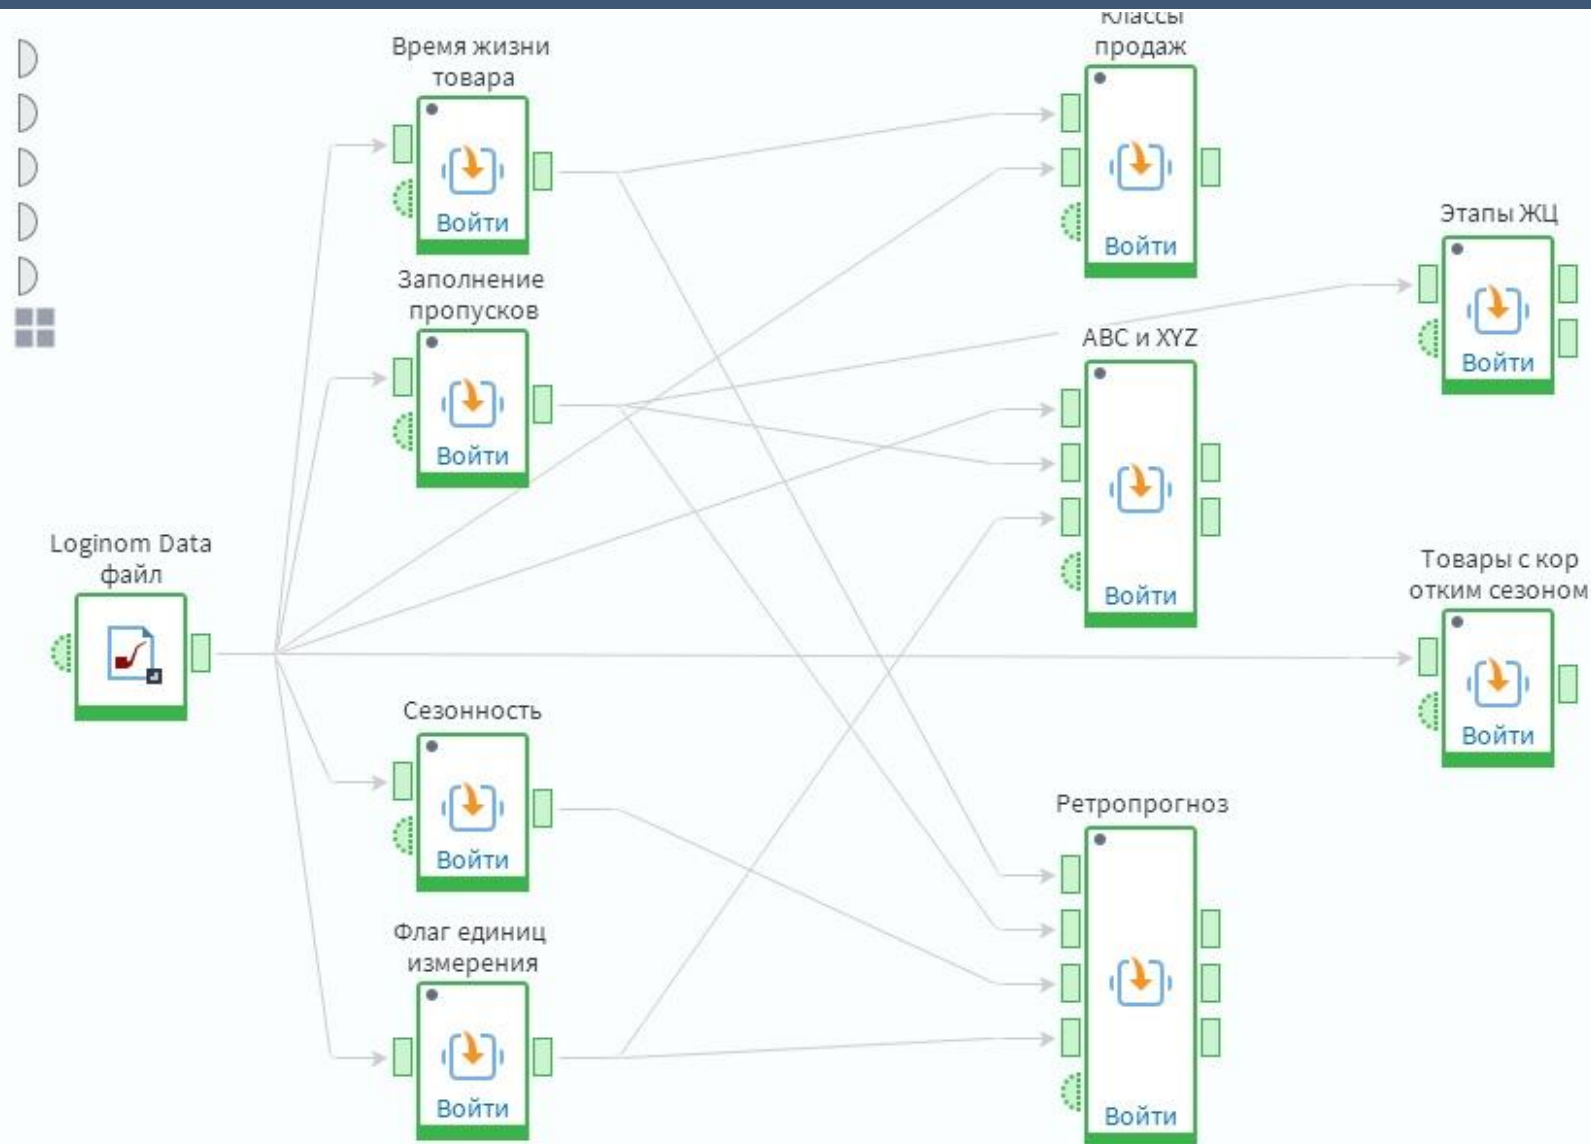 Классы
продаж
Время жизни
товара
Войти
Войти
Заполнение
пропусков
Войти
Этапы ЖЦ
Войти
ABC и XYZ
Войти
Loginom Data
файл
Товары с кор
отким сезоном
Войти
Сезонность
Войти
Ретропрогноз
Войти
Флаг единиц
измерения
Войти